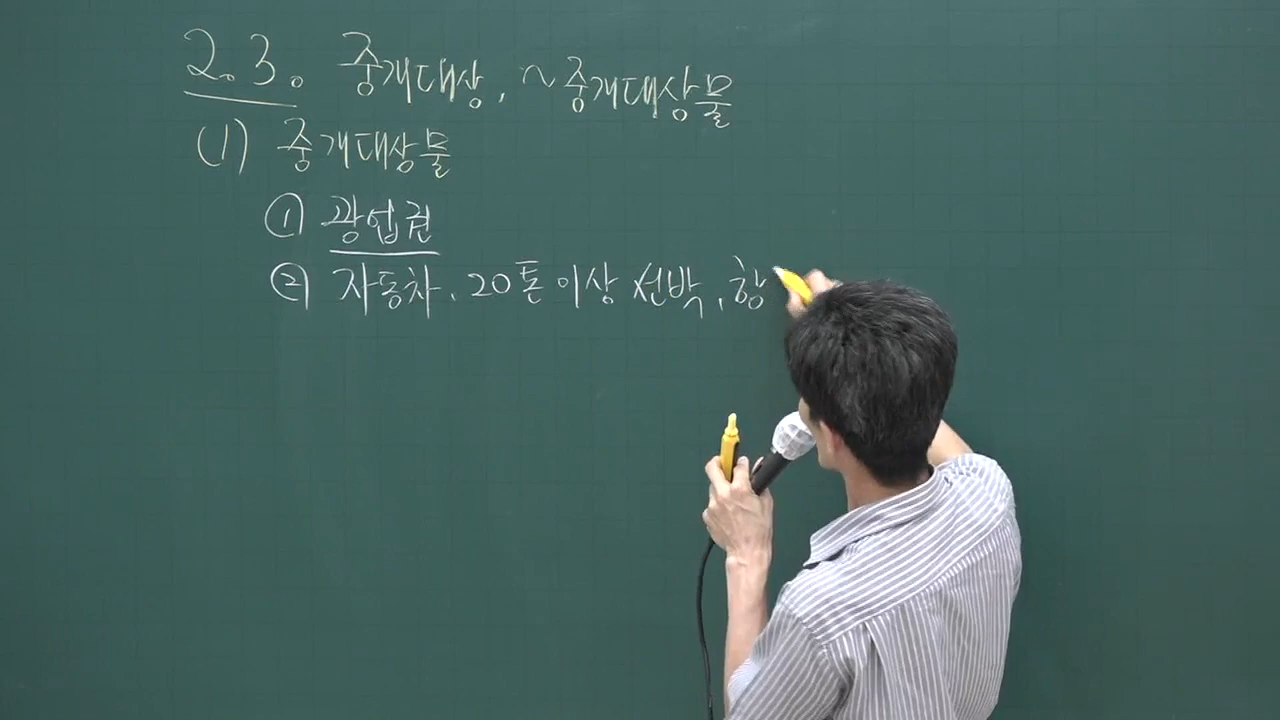 2.3. 중개대상, ~중개대상물
(1) 중개대상물
① 광업권
② 자동차, 20톤 이상 선박, 항